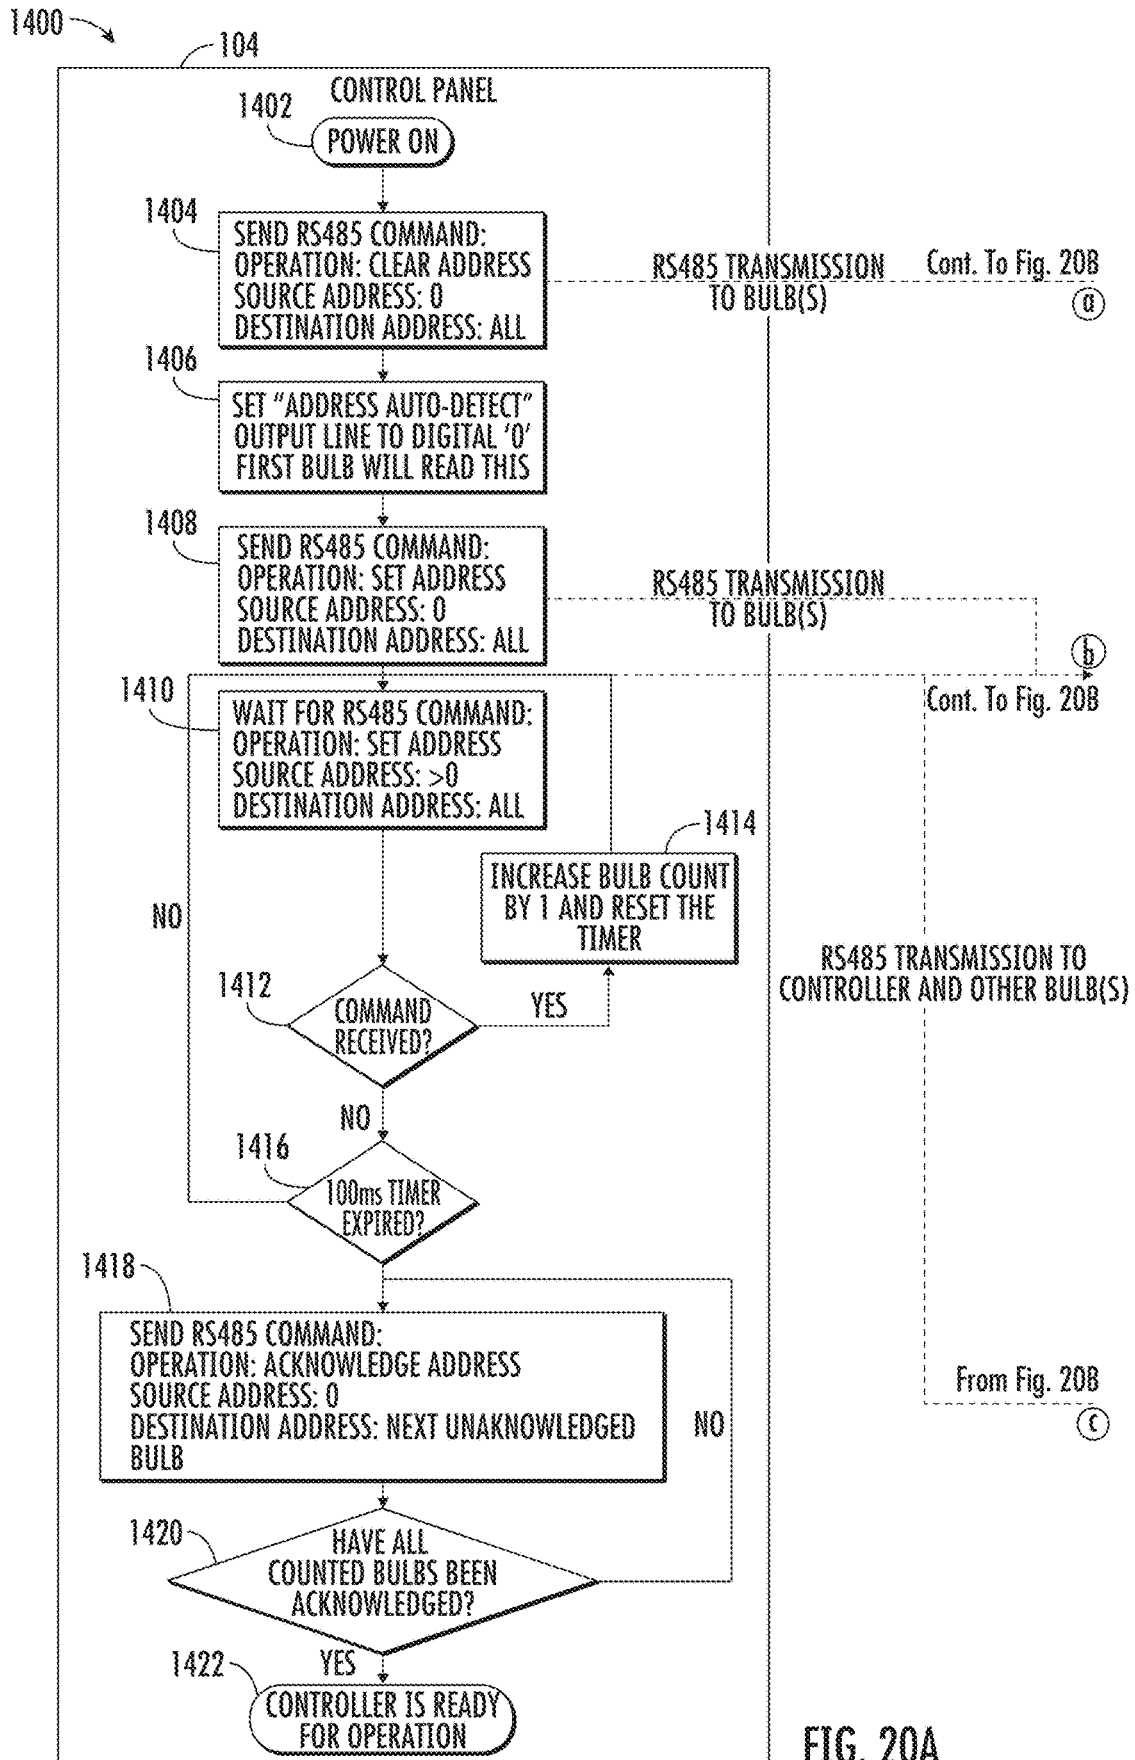 1400
104
CONTROL PANEL
1402
POWER ON
1404
SEND RS485 COMMAND:
OPERATION: CLEAR ADDRESS
SOURCE ADDRESS: 0
DESTINATION ADDRESS: ALL
RS485 TRANSMISSION
TO BULB(S)
Cont. To Fig. 20B
a
1406
SET "ADDRESS AUTO-DETECT"
OUTPUT LINE TO DIGITAL '0'
FIRST BULB WILL READ THIS
1408
SEND RS485 COMMAND:
OPERATION: SET ADDRESS
SOURCE ADDRESS: 0
DESTINATION ADDRESS: ALL
RS485 TRANSMISSION
TO BULB(S)
b
Cont. To Fig. 20B
1410
WAIT FOR RS485 COMMAND:
OPERATION: SET ADDRESS
SOURCE ADDRESS: >0
DESTINATION ADDRESS: ALL
1414
INCREASE BULB COUNT
BY 1 AND RESET THE
TIMER
NO
RS485 TRANSMISSION TO
CONTROLLER AND OTHER BULB(S)
1412
COMMAND
RECEIVED?
YES
NO
1416
100ms TIMER
EXPIRED?
1418
SEND RS485 COMMAND:
OPERATION: ACKNOWLEDGE ADDRESS
SOURCE ADDRESS: 0
DESTINATION ADDRESS: NEXT UNAKNOWLEDGED
BULB
NO
From Fig. 20B
c
1420
HAVE ALL
COUNTED BULBS BEEN
ACKNOWLEDGED?
YES
1422
CONTROLLER IS READY
FOR OPERATION
FIG. 20A